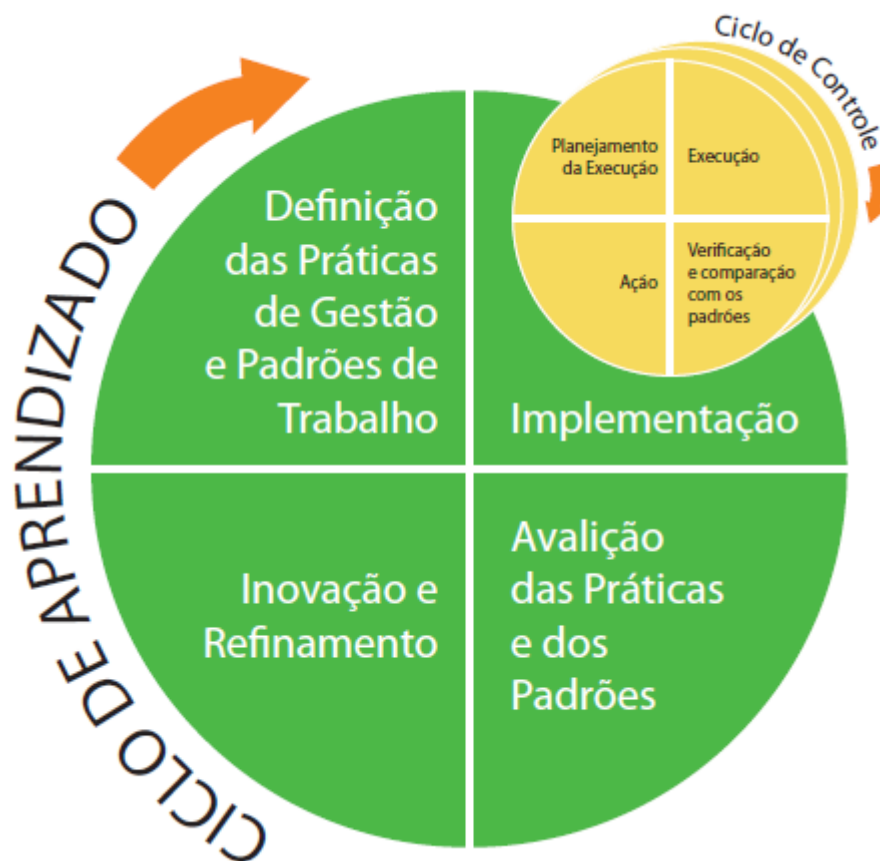 CICLO DE APRENDIZADO
Ciclo de Controle
Planejamento
da Execução
Execução
Ação
Verificação
e comparação
com os
padrões
Definição
das Práticas
de Gestão
e Padrões de
Trabalho
Implementação
Inovação e
Refinamento
Avalição
das Práticas
e dos
Padrões